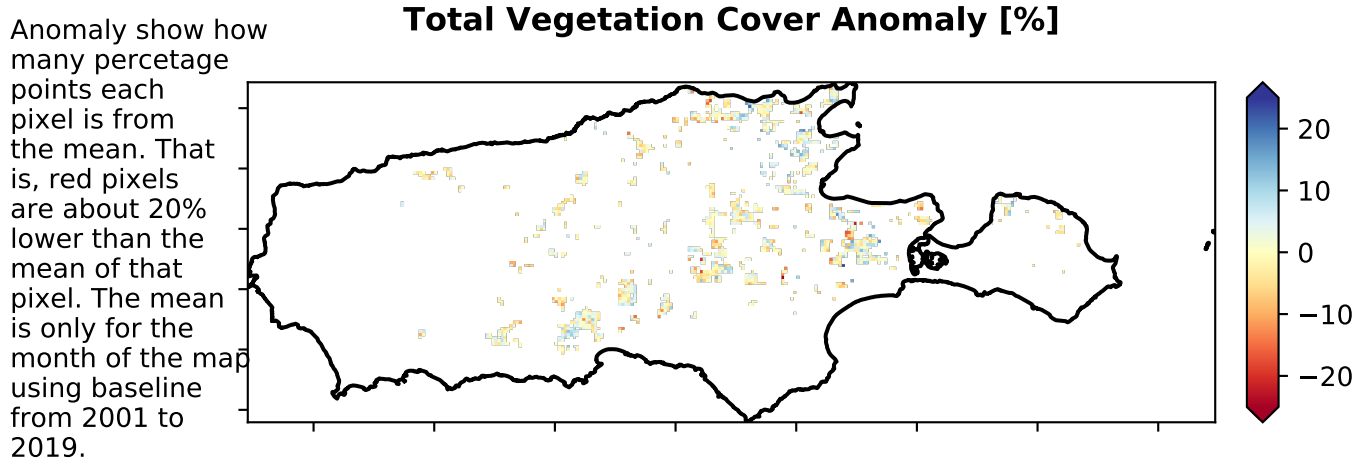 Total Vegetation Cover Anomaly [%]
Anomaly show how
many percetage
points each
pixel is from
the mean. That
is, red pixels
are about 20%
lower than the
mean of that
pixel. The mean
is only for the
month of the map
using baseline
from 2001 to
2019.
20
10
0
−10
−20